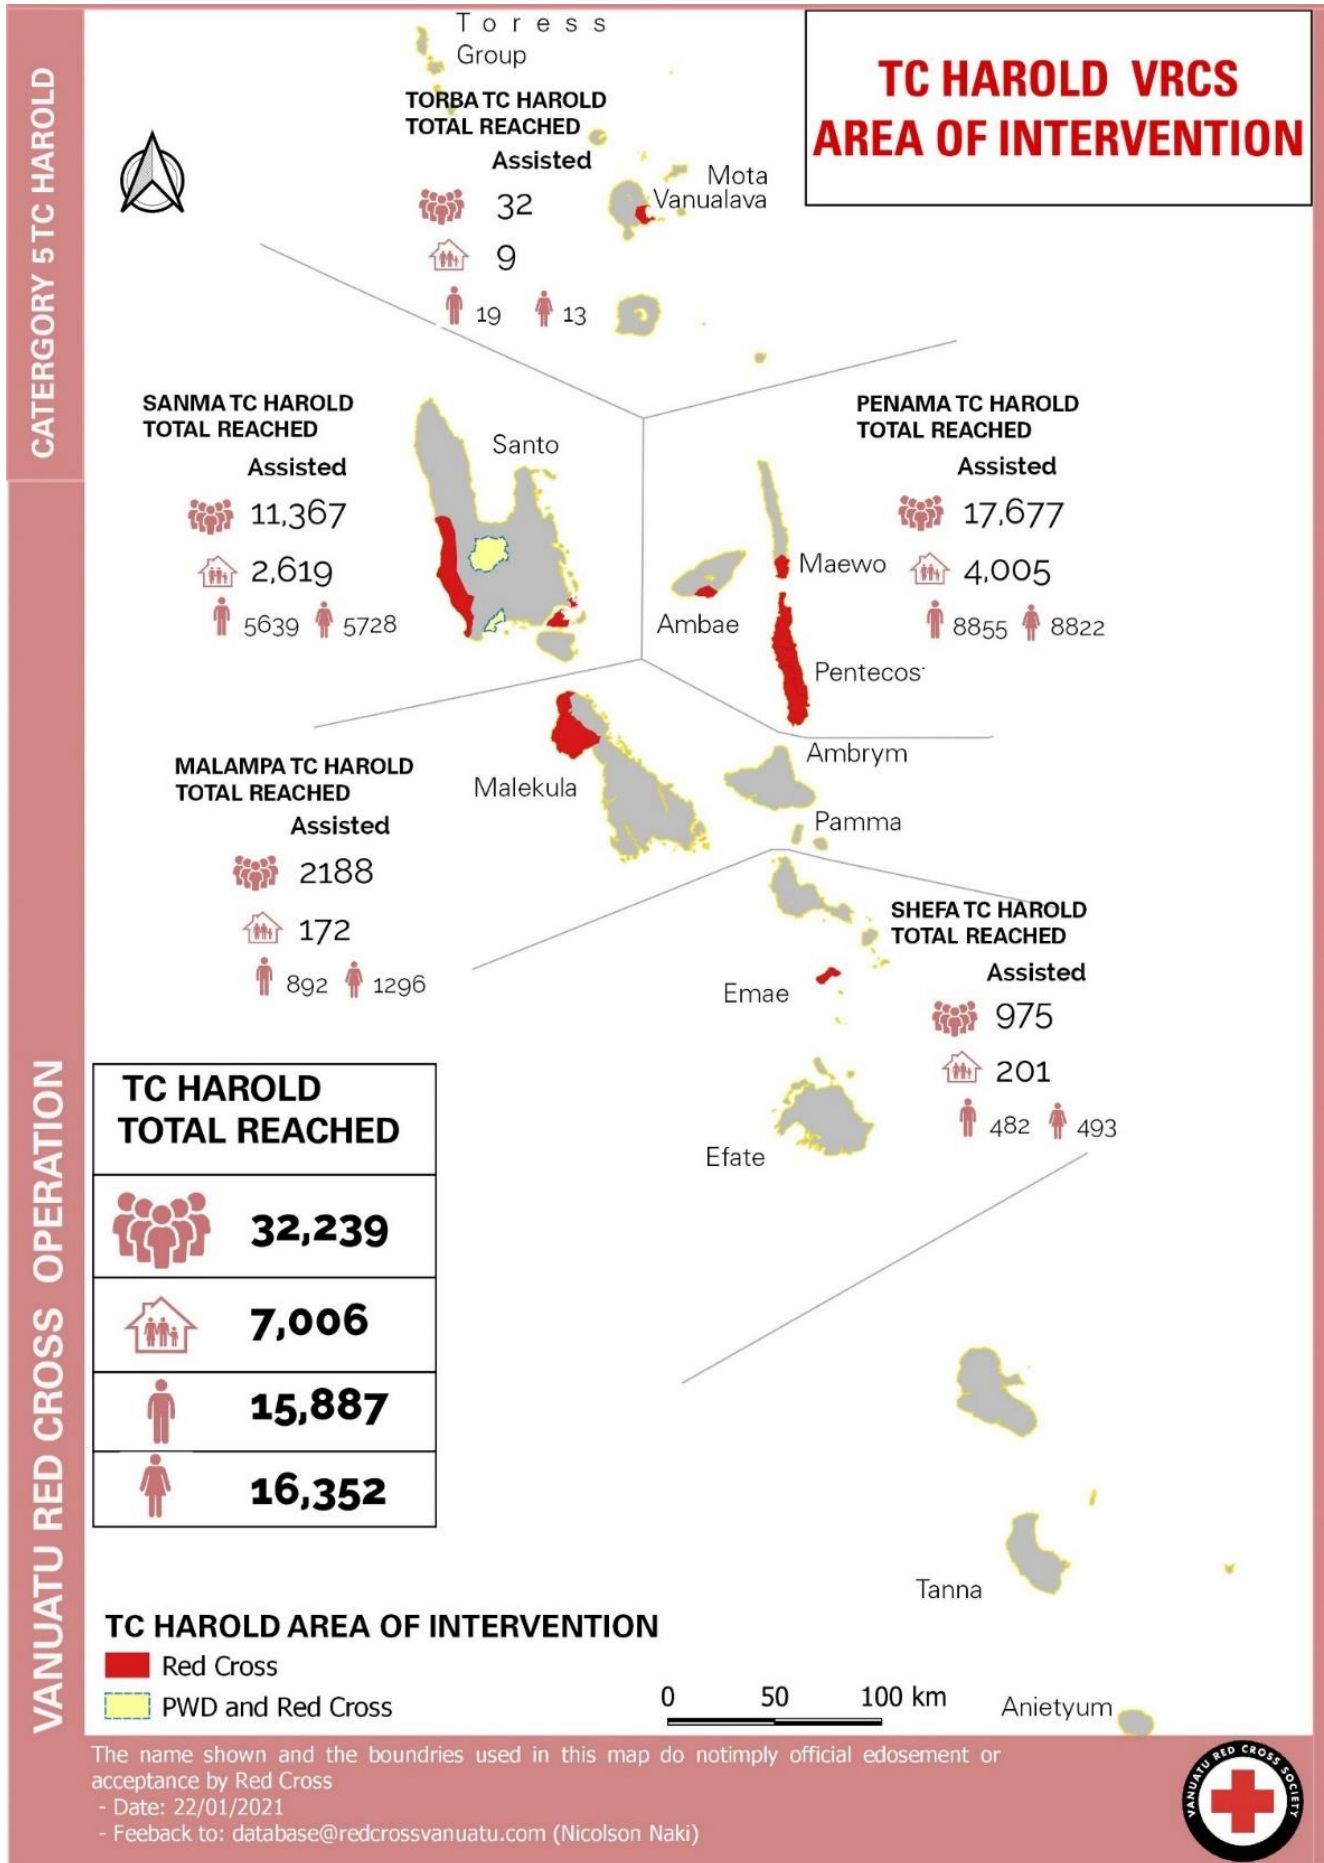 CATERGORY 5 TC HAROLD
VANUATU RED CROSS OPERATION
TC HAROLD VRCS
AREA OF INTERVENTION
Toress
Group
TORBA TC HAROLD
TOTAL REACHED
Assisted
32
9
19 13
Mota
Vanualava
SANMA TC HAROLD
TOTAL REACHED
Assisted
11,367
2,619
5639 5728
Santo
PENAMA TC HAROLD
TOTAL REACHED
Assisted
17,677
4,005
8855 8822
Maewo
Ambae
Pentecos
MALAMPA TC HAROLD
TOTAL REACHED
Assisted
2188
172
892 1296
Malekula
Ambrym
Pamma
SHEFA TC HAROLD
TOTAL REACHED
Assisted
975
201
482 493
Emae
Efate
TC HAROLD
TOTAL REACHED
32,239
7,006
15,887
16,352
Tanna
Anietyum
TC HAROLD AREA OF INTERVENTION
Red Cross
PWD and Red Cross
0 50 100 km
The name shown and the boundries used in this map do notimply official edosement or
acceptance by Red Cross
- Date: 22/01/2021
- Feeback to: database@redcrossvanuatu.com (Nicolson Naki)
VANUATU RED CROSS SOCIETY